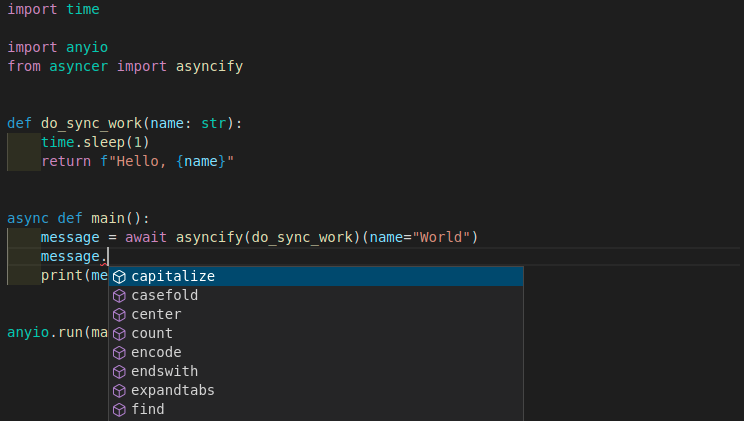 import time
import anyio
from asyncer import asyncify
def do_sync_work(name: str):
time.sleep(1)
return f"Hello, {name}"
async def main():
message = await asyncify(do_sync_work)(name="World")
message.
print(me
capitalize
casefold
center
anyio.run(ma
count
encode
endswith
expandtabs
find